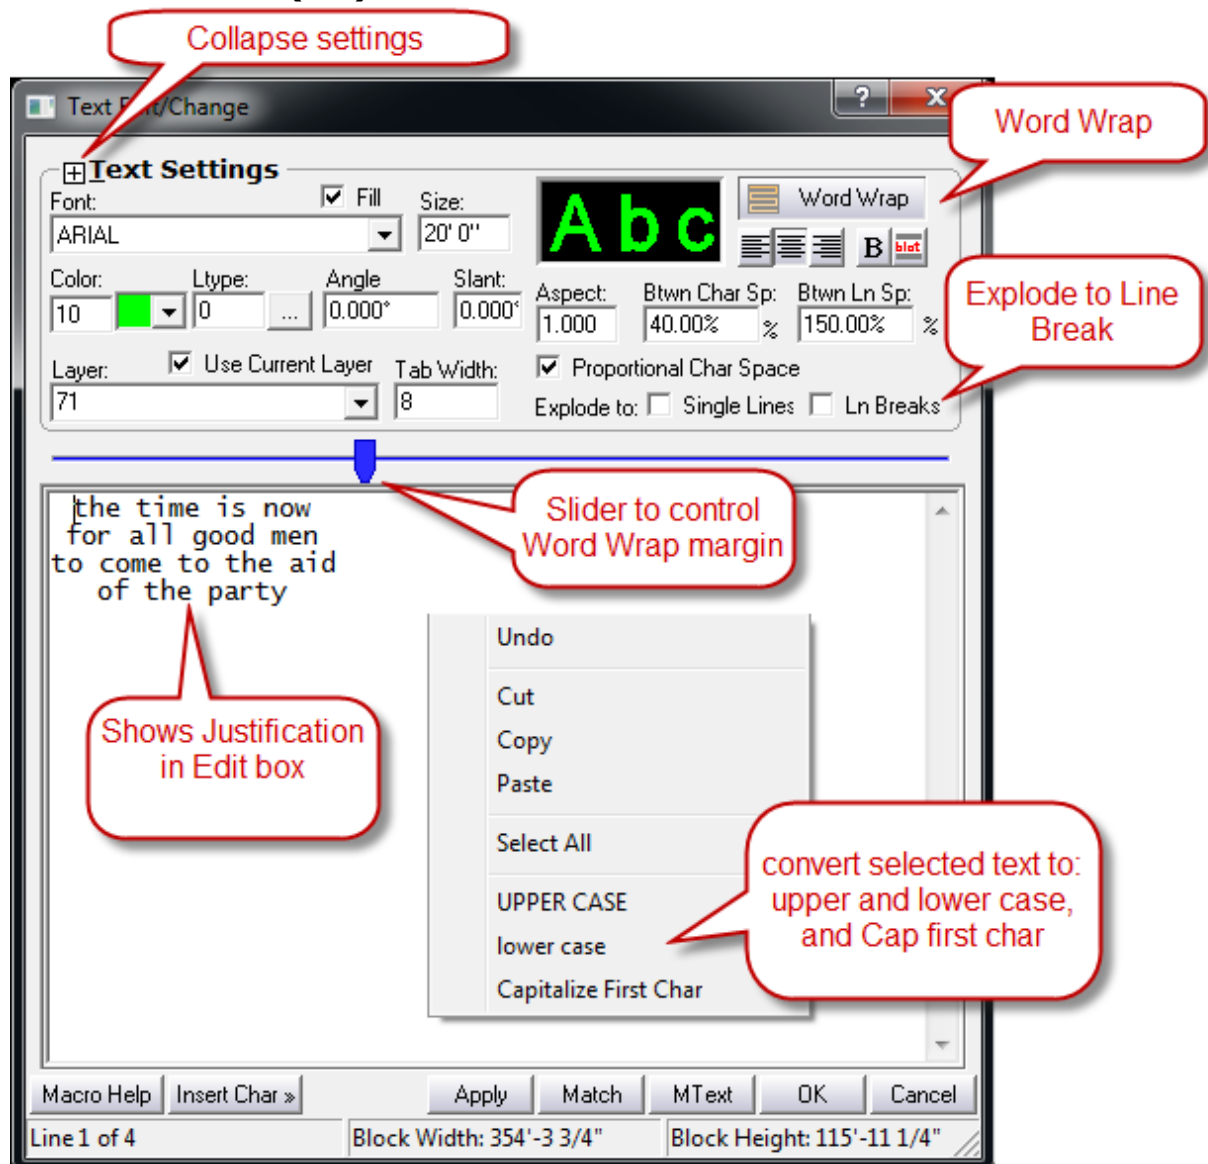 Collapse settings
Text Edit/Change
?
X
Word Wrap
Text Settings
Font:
Fill
Size:
Abc
Word Wrap
ARIAL
20' 0''
B
blot
Color:
Ltype:
Angle
Slant:
Aspect:
Btwn Char Sp:
Btwn Ln Sp:
10
0
...
0.000°
0.000°
1.000
40.00%
%
150.00%
%
Explode to Line
Break
Layer:
Use Current Layer
Tab Width:
Proportional Char Space
71
8
Explode to:
Single Lines
Ln Breaks
Slider to control
Word Wrap margin
the time is now
for all good men
to come to the aid
of the party
Shows Justification
in Edit box
Undo
Cut
Copy
Paste
Select All
UPPER CASE
lower case
Capitalize First Char
convert selected text to:
upper and lower case,
and Cap first char
Macro Help
Insert Char »
Apply
Match
MText
OK
Cancel
Line 1 of 4
Block Width: 354'-3 3/4"
Block Height: 115'-11 1/4"